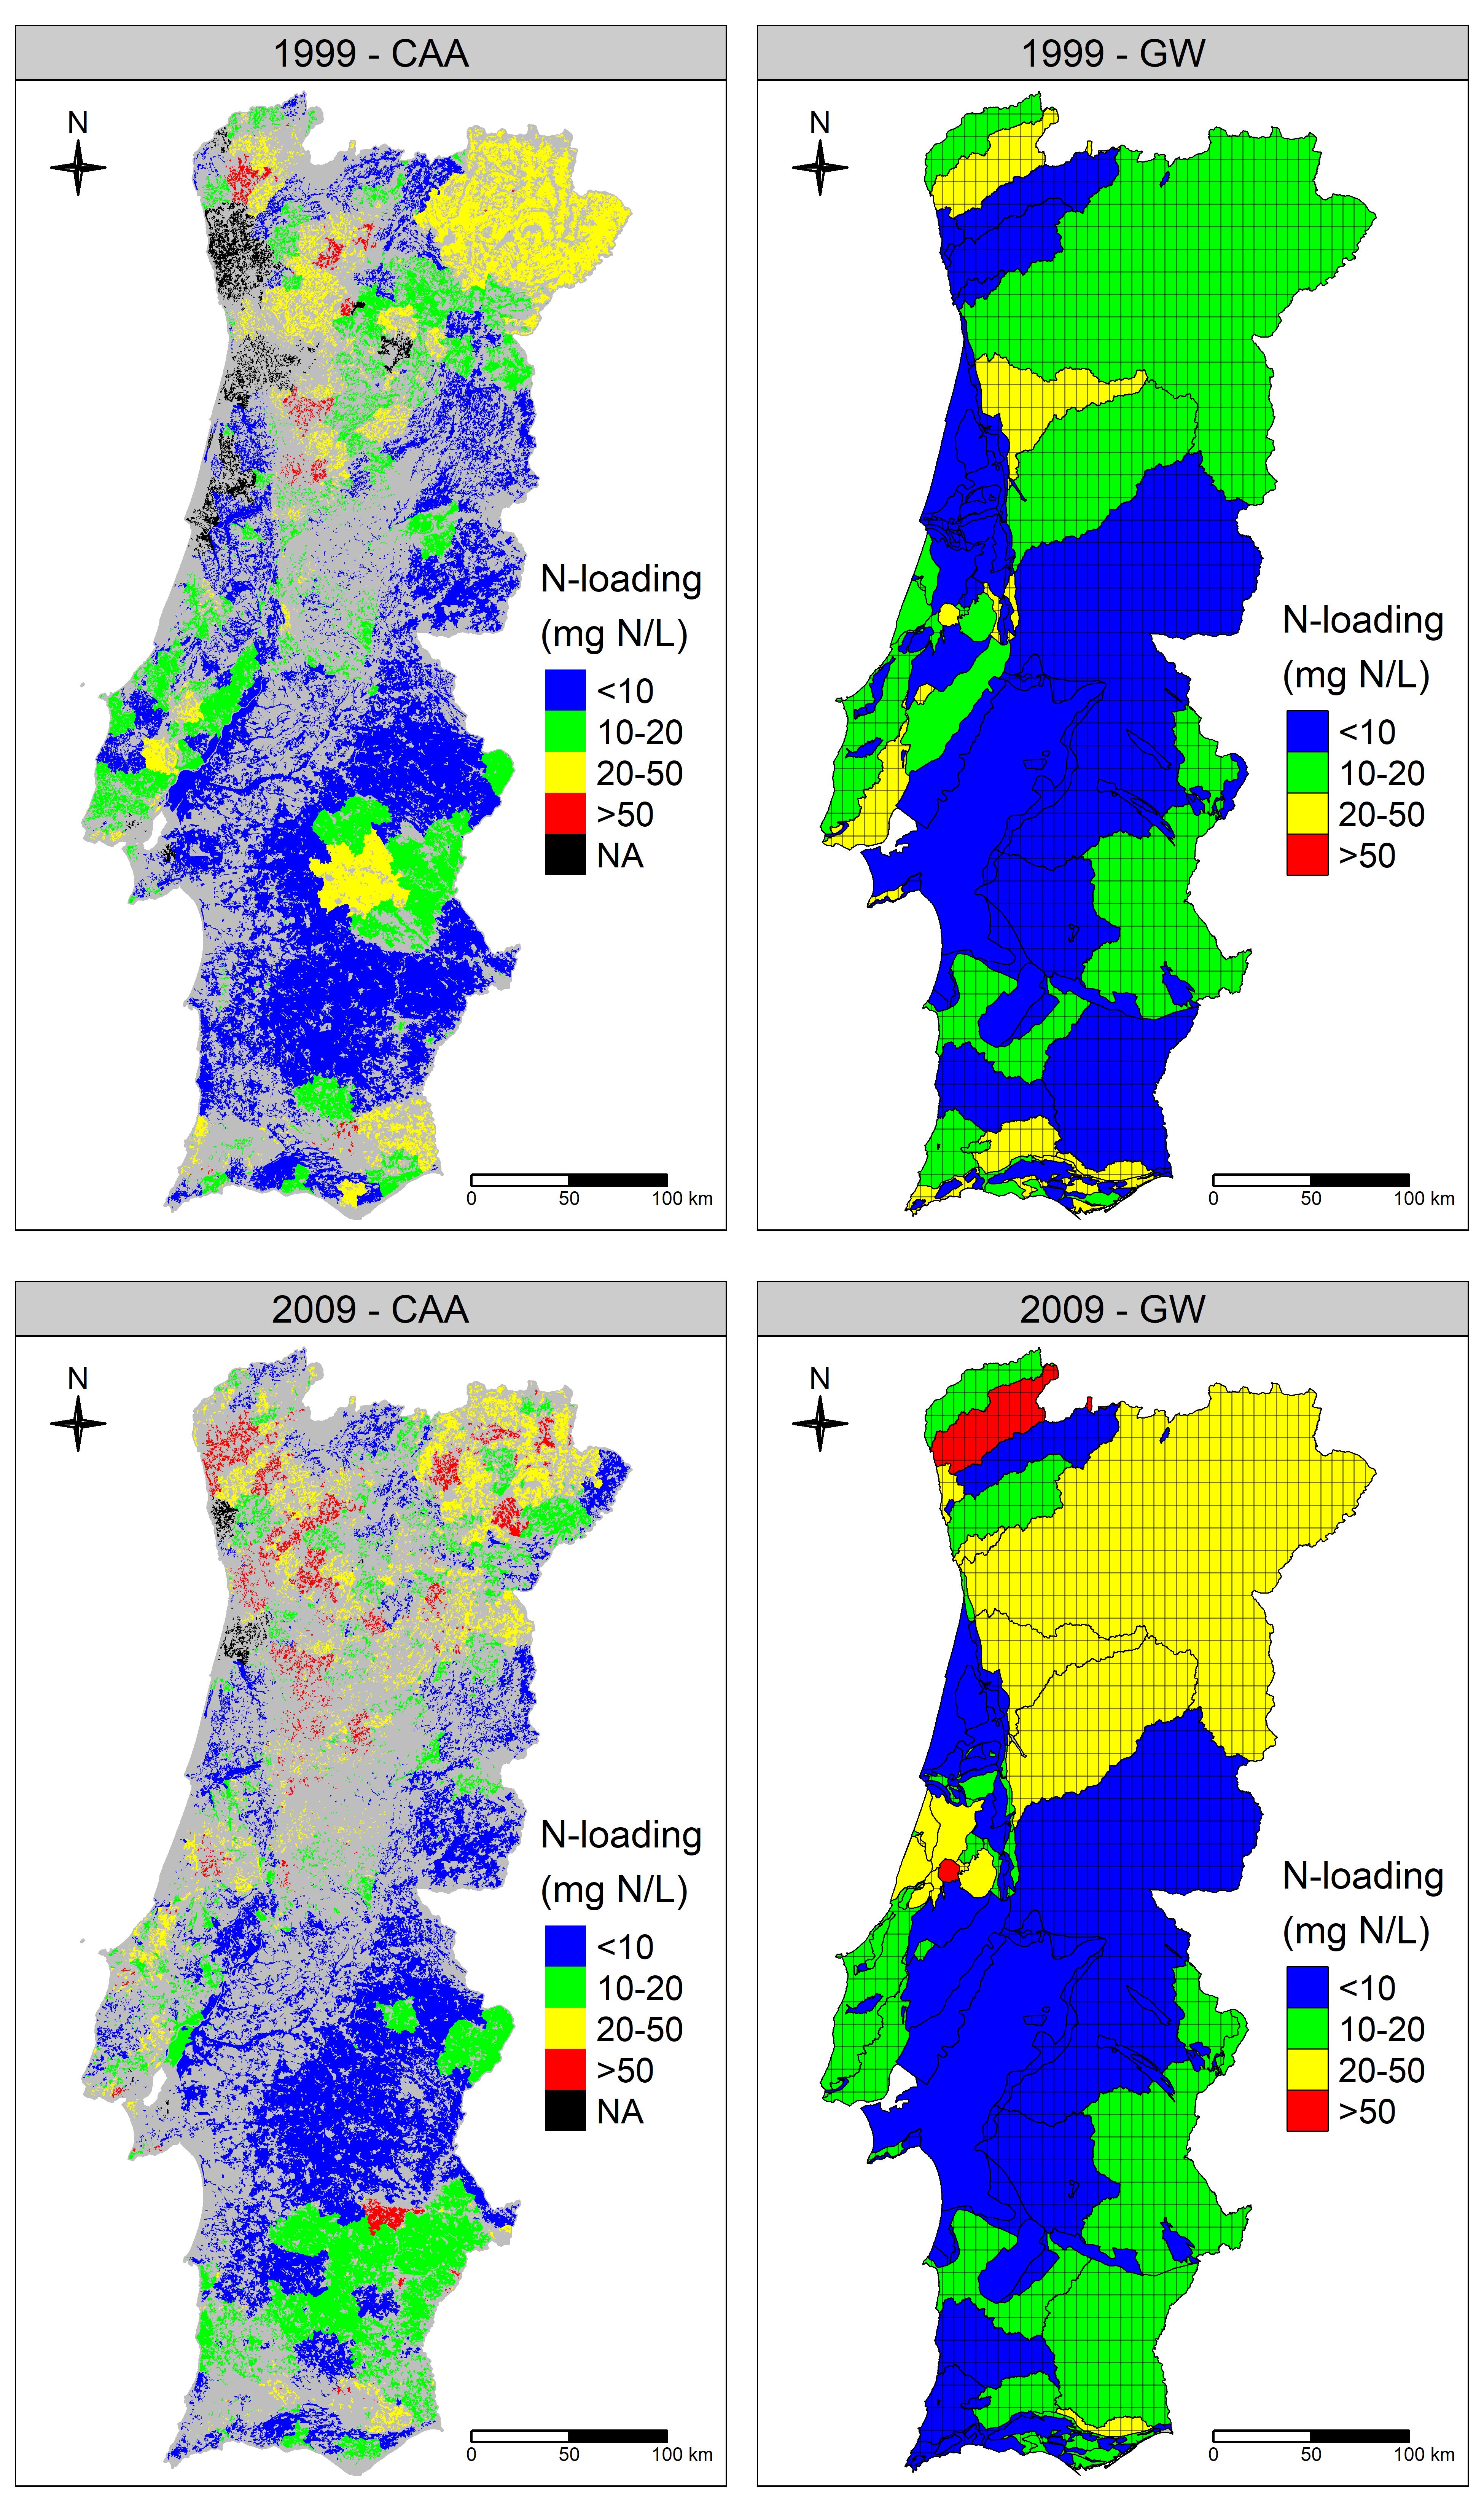 1999 - CAA
N
N-loading
(mg N/L)
<10
10-20
20-50
>50
NA
0 50 100 km
1999 - GW
N
N-loading
(mg N/L)
<10
10-20
20-50
>50
0 50 100 km
2009 - CAA
N
N-loading
(mg N/L)
<10
10-20
20-50
>50
NA
0 50 100 km
2009 - GW
N
N-loading
(mg N/L)
<10
10-20
20-50
>50
0 50 100 km